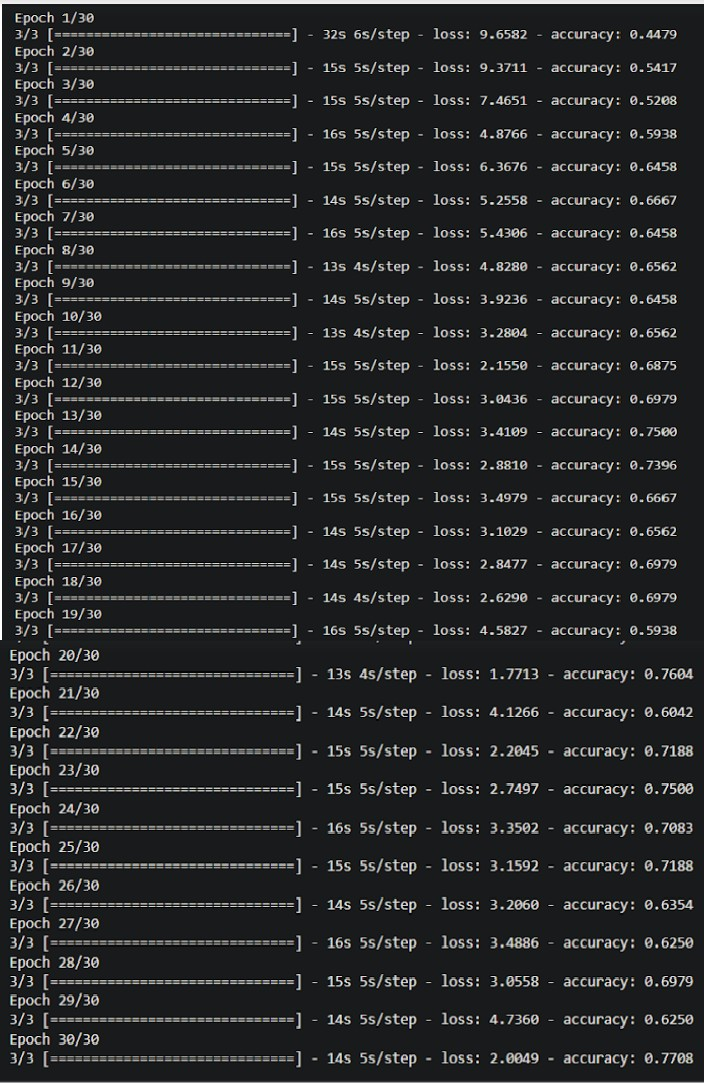 Epoch 1/30
3/3 [==============================] - 32s 6s/step - loss: 9.6582 - accuracy: 0.4479
Epoch 2/30
3/3 [==============================] - 15s 5s/step - loss: 9.3711 - accuracy: 0.5417
Epoch 3/30
3/3 [==============================] - 15s 5s/step - loss: 7.4651 - accuracy: 0.5208
Epoch 4/30
3/3 [==============================] - 16s 5s/step - loss: 4.8766 - accuracy: 0.5938
Epoch 5/30
3/3 [==============================] - 15s 5s/step - loss: 6.3676 - accuracy: 0.6458
Epoch 6/30
3/3 [==============================] - 14s 5s/step - loss: 5.2558 - accuracy: 0.6667
Epoch 7/30
3/3 [==============================] - 16s 5s/step - loss: 5.4306 - accuracy: 0.6458
Epoch 8/30
3/3 [==============================] - 13s 4s/step - loss: 4.8280 - accuracy: 0.6562
Epoch 9/30
3/3 [==============================] - 14s 5s/step - loss: 3.9236 - accuracy: 0.6458
Epoch 10/30
3/3 [==============================] - 13s 4s/step - loss: 3.2804 - accuracy: 0.6562
Epoch 11/30
3/3 [==============================] - 15s 5s/step - loss: 2.1550 - accuracy: 0.6875
Epoch 12/30
3/3 [==============================] - 15s 5s/step - loss: 3.0436 - accuracy: 0.6979
Epoch 13/30
3/3 [==============================] - 14s 5s/step - loss: 3.4109 - accuracy: 0.7500
Epoch 14/30
3/3 [==============================] - 15s 5s/step - loss: 2.8810 - accuracy: 0.7396
Epoch 15/30
3/3 [==============================] - 15s 5s/step - loss: 3.4979 - accuracy: 0.6667
Epoch 16/30
3/3 [==============================] - 14s 5s/step - loss: 3.1029 - accuracy: 0.6562
Epoch 17/30
3/3 [==============================] - 14s 5s/step - loss: 2.8477 - accuracy: 0.6979
Epoch 18/30
3/3 [==============================] - 14s 4s/step - loss: 2.6290 - accuracy: 0.6979
Epoch 19/30
3/3 [==============================] - 16s 5s/step - loss: 4.5827 - accuracy: 0.5938
Epoch 20/30
3/3 [==============================] - 13s 4s/step - loss: 1.7713 - accuracy: 0.7604
Epoch 21/30
3/3 [==============================] - 14s 5s/step - loss: 4.1266 - accuracy: 0.6042
Epoch 22/30
3/3 [==============================] - 15s 5s/step - loss: 2.2045 - accuracy: 0.7188
Epoch 23/30
3/3 [==============================] - 15s 5s/step - loss: 2.7497 - accuracy: 0.7500
Epoch 24/30
3/3 [==============================] - 16s 5s/step - loss: 3.3502 - accuracy: 0.7083
Epoch 25/30
3/3 [==============================] - 15s 5s/step - loss: 3.1592 - accuracy: 0.7188
Epoch 26/30
3/3 [==============================] - 14s 5s/step - loss: 3.2060 - accuracy: 0.6354
Epoch 27/30
3/3 [==============================] - 16s 5s/step - loss: 3.4886 - accuracy: 0.6250
Epoch 28/30
3/3 [==============================] - 15s 5s/step - loss: 3.0558 - accuracy: 0.6979
Epoch 29/30
3/3 [==============================] - 14s 5s/step - loss: 4.7360 - accuracy: 0.6250
Epoch 30/30
3/3 [==============================] - 14s 5s/step - loss: 2.0049 - accuracy: 0.7708